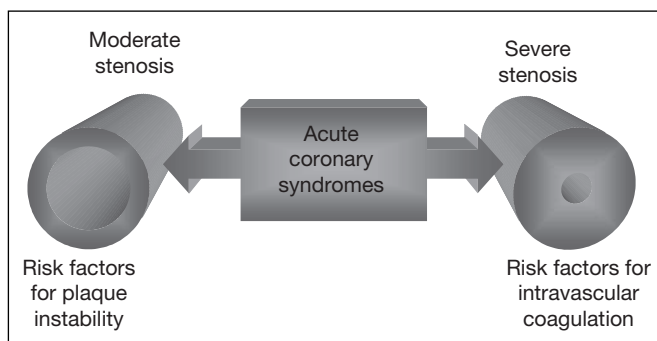 Moderate
stenosis
Severe
stenosis
Acute
coronary
syndromes
Risk factors
for plaque
instability
Risk factors for
intravascular
coagulation